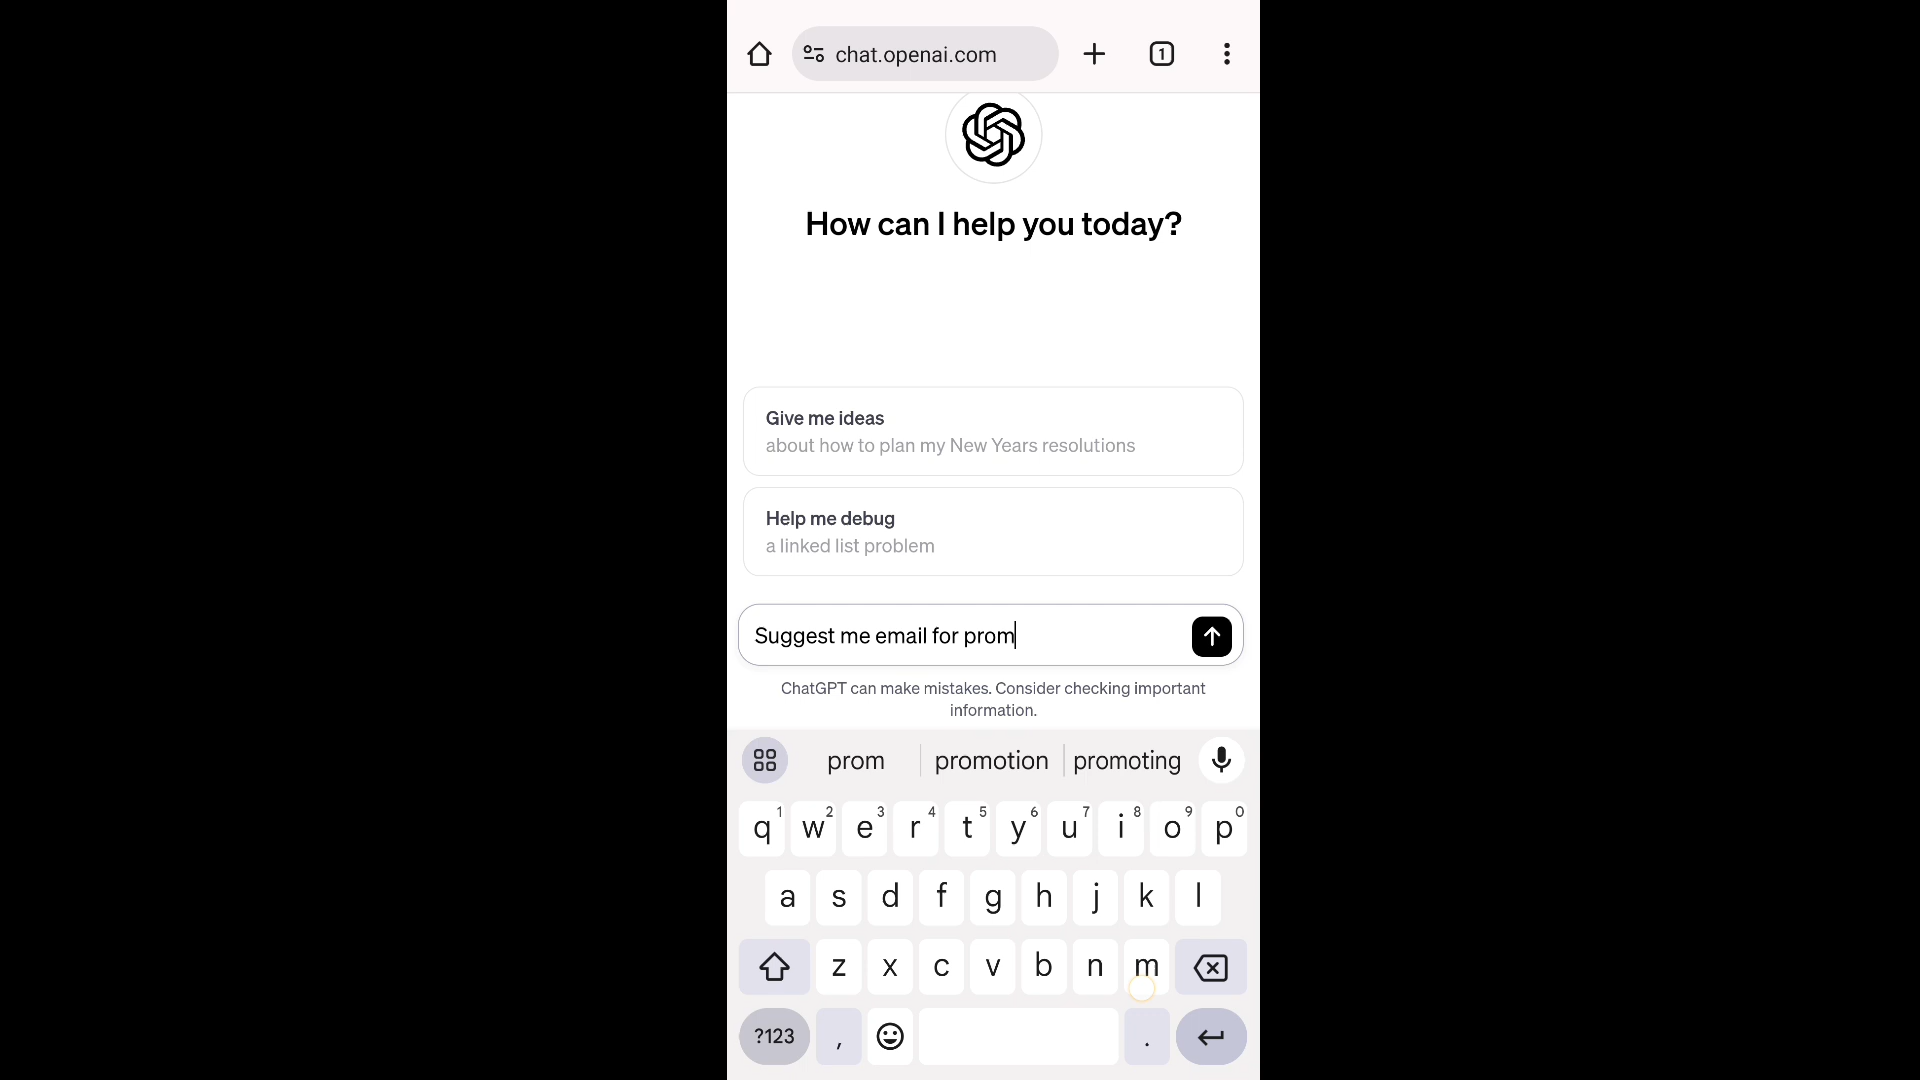 chat.openai.com
1
How can I help you today?
Give me ideas
about how to plan my New Years resolutions
Help me debug
a linked list problem
Suggest me email for prom
ChatGPT can make mistakes. Consider checking important
information.
prom promotion promoting
q1 w2 e3 r4 t5 y6 u7 i8 o9 p0
a s d f g h j k l
z x c v b n m
?123 , .